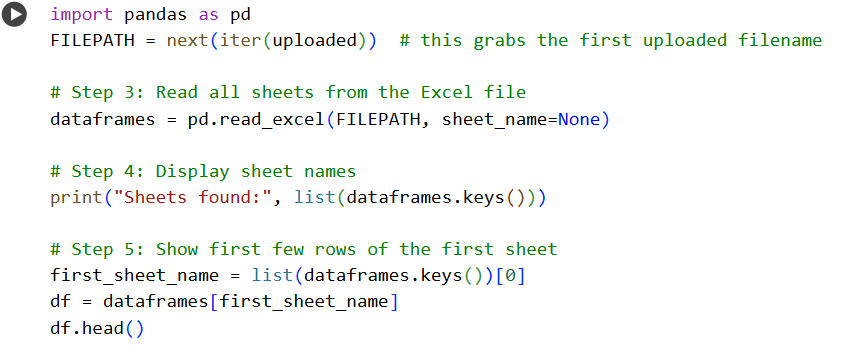 import pandas as pd
FILEPATH = next(iter(uploaded))  # this grabs the first uploaded filename
# Step 3: Read all sheets from the Excel file
dataframes = pd.read_excel(FILEPATH, sheet_name=None)
# Step 4: Display sheet names
print("Sheets found:", list(dataframes.keys()))
# Step 5: Show first few rows of the first sheet
first_sheet_name = list(dataframes.keys())[0]
df = dataframes[first_sheet_name]
df.head()